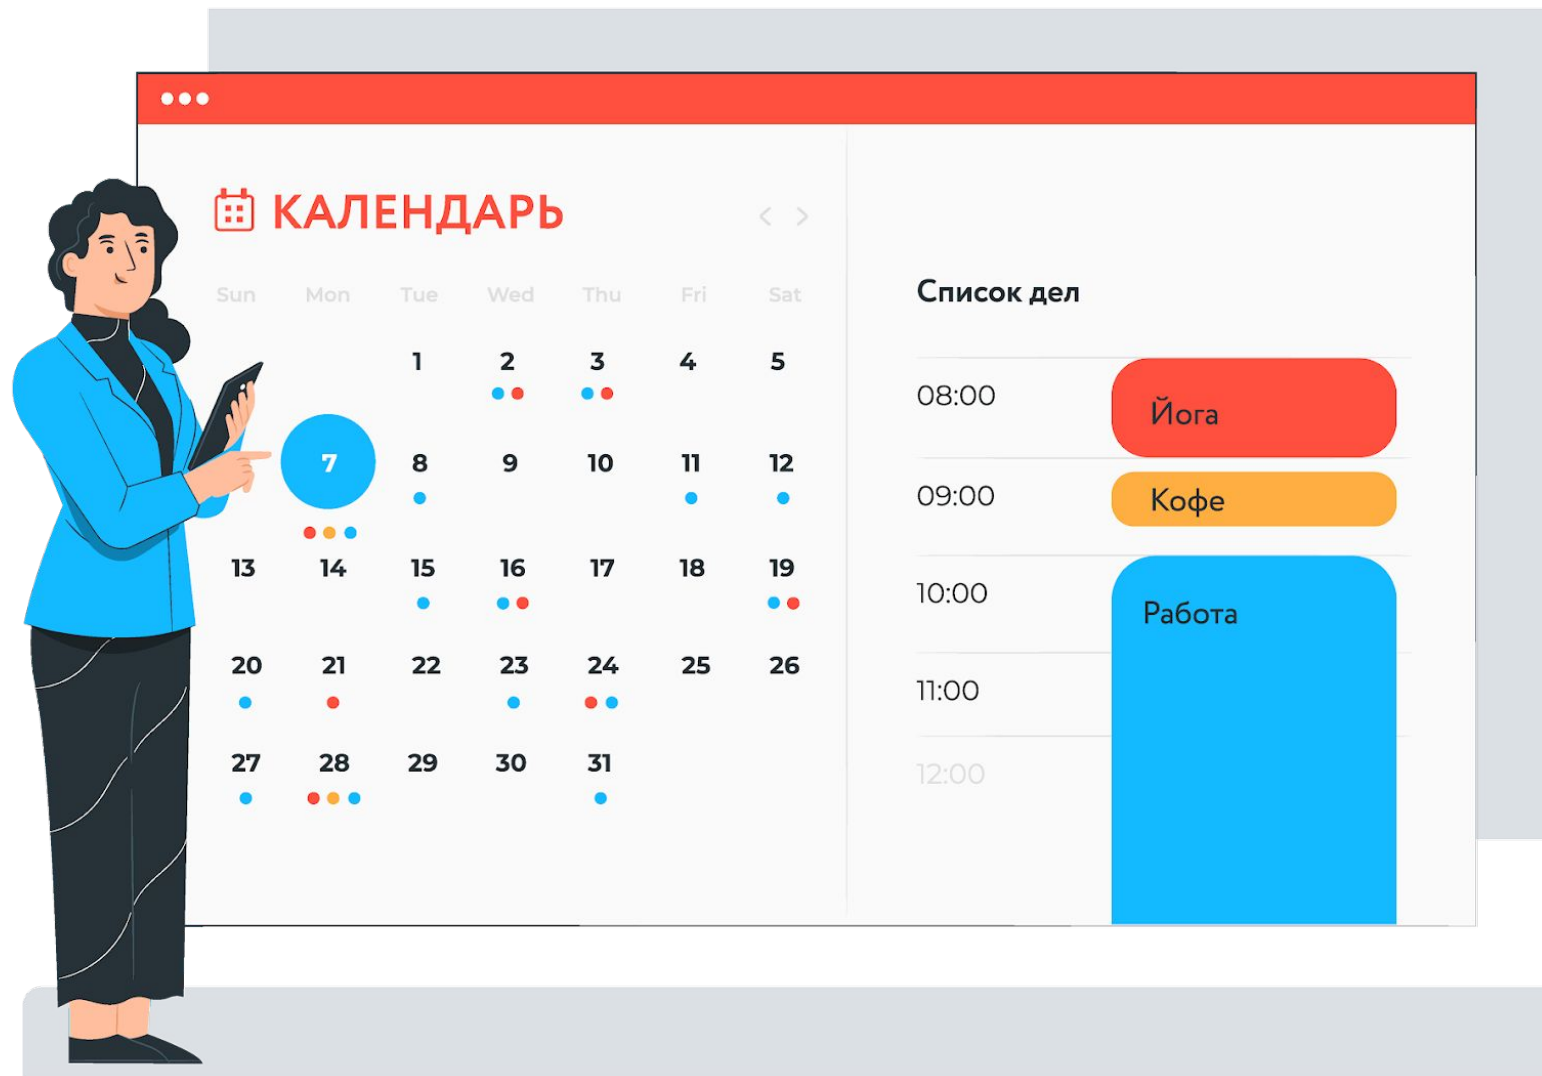 КАЛЕНДАРЬ
< >
Sun Mon Tue Wed Thu Fri Sat
1 2 3 4 5
7 8 9 10 11 12
13 14 15 16 17 18 19
20 21 22 23 24 25 26
27 28 29 30 31
Список дел
08:00 Йога
09:00 Кофе
10:00 Работа
11:00
12:00